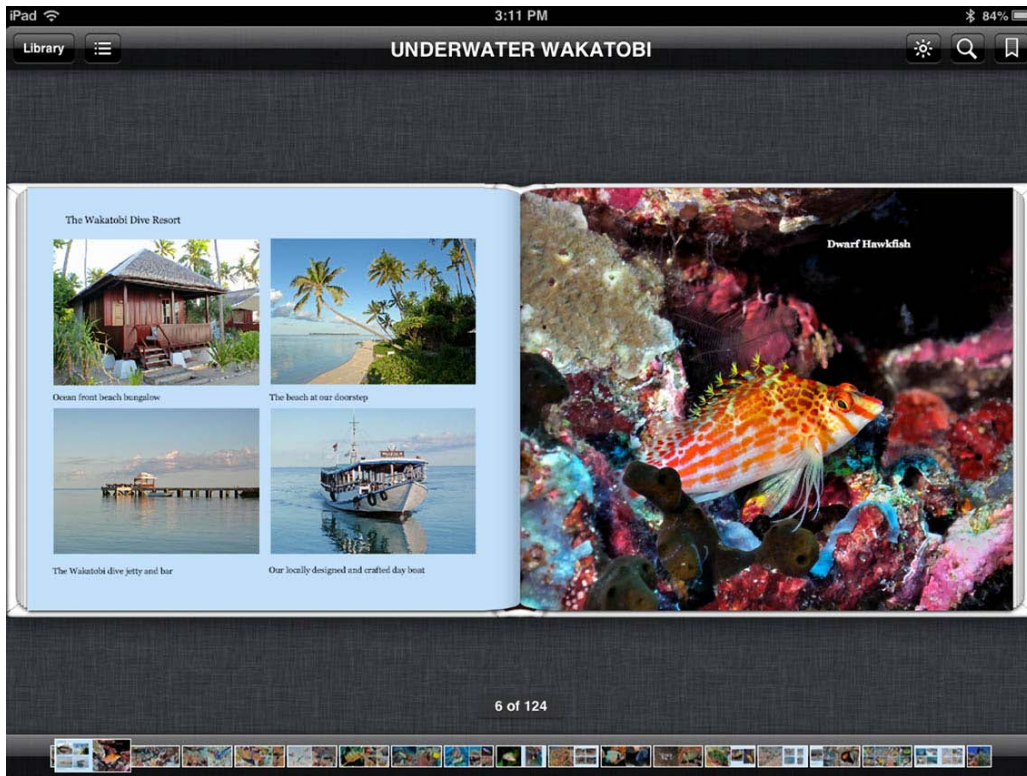 iPad 3:11 PM 84%
Library UNDERWATER WAKATOBI
The Wakatobi Dive Resort
Ocean front beach bungalow
The beach at our doorstep
The Wakatobi dive jetty and bar
Our locally designed and crafted day boat
Dwarf Hawkfish
6 of 124